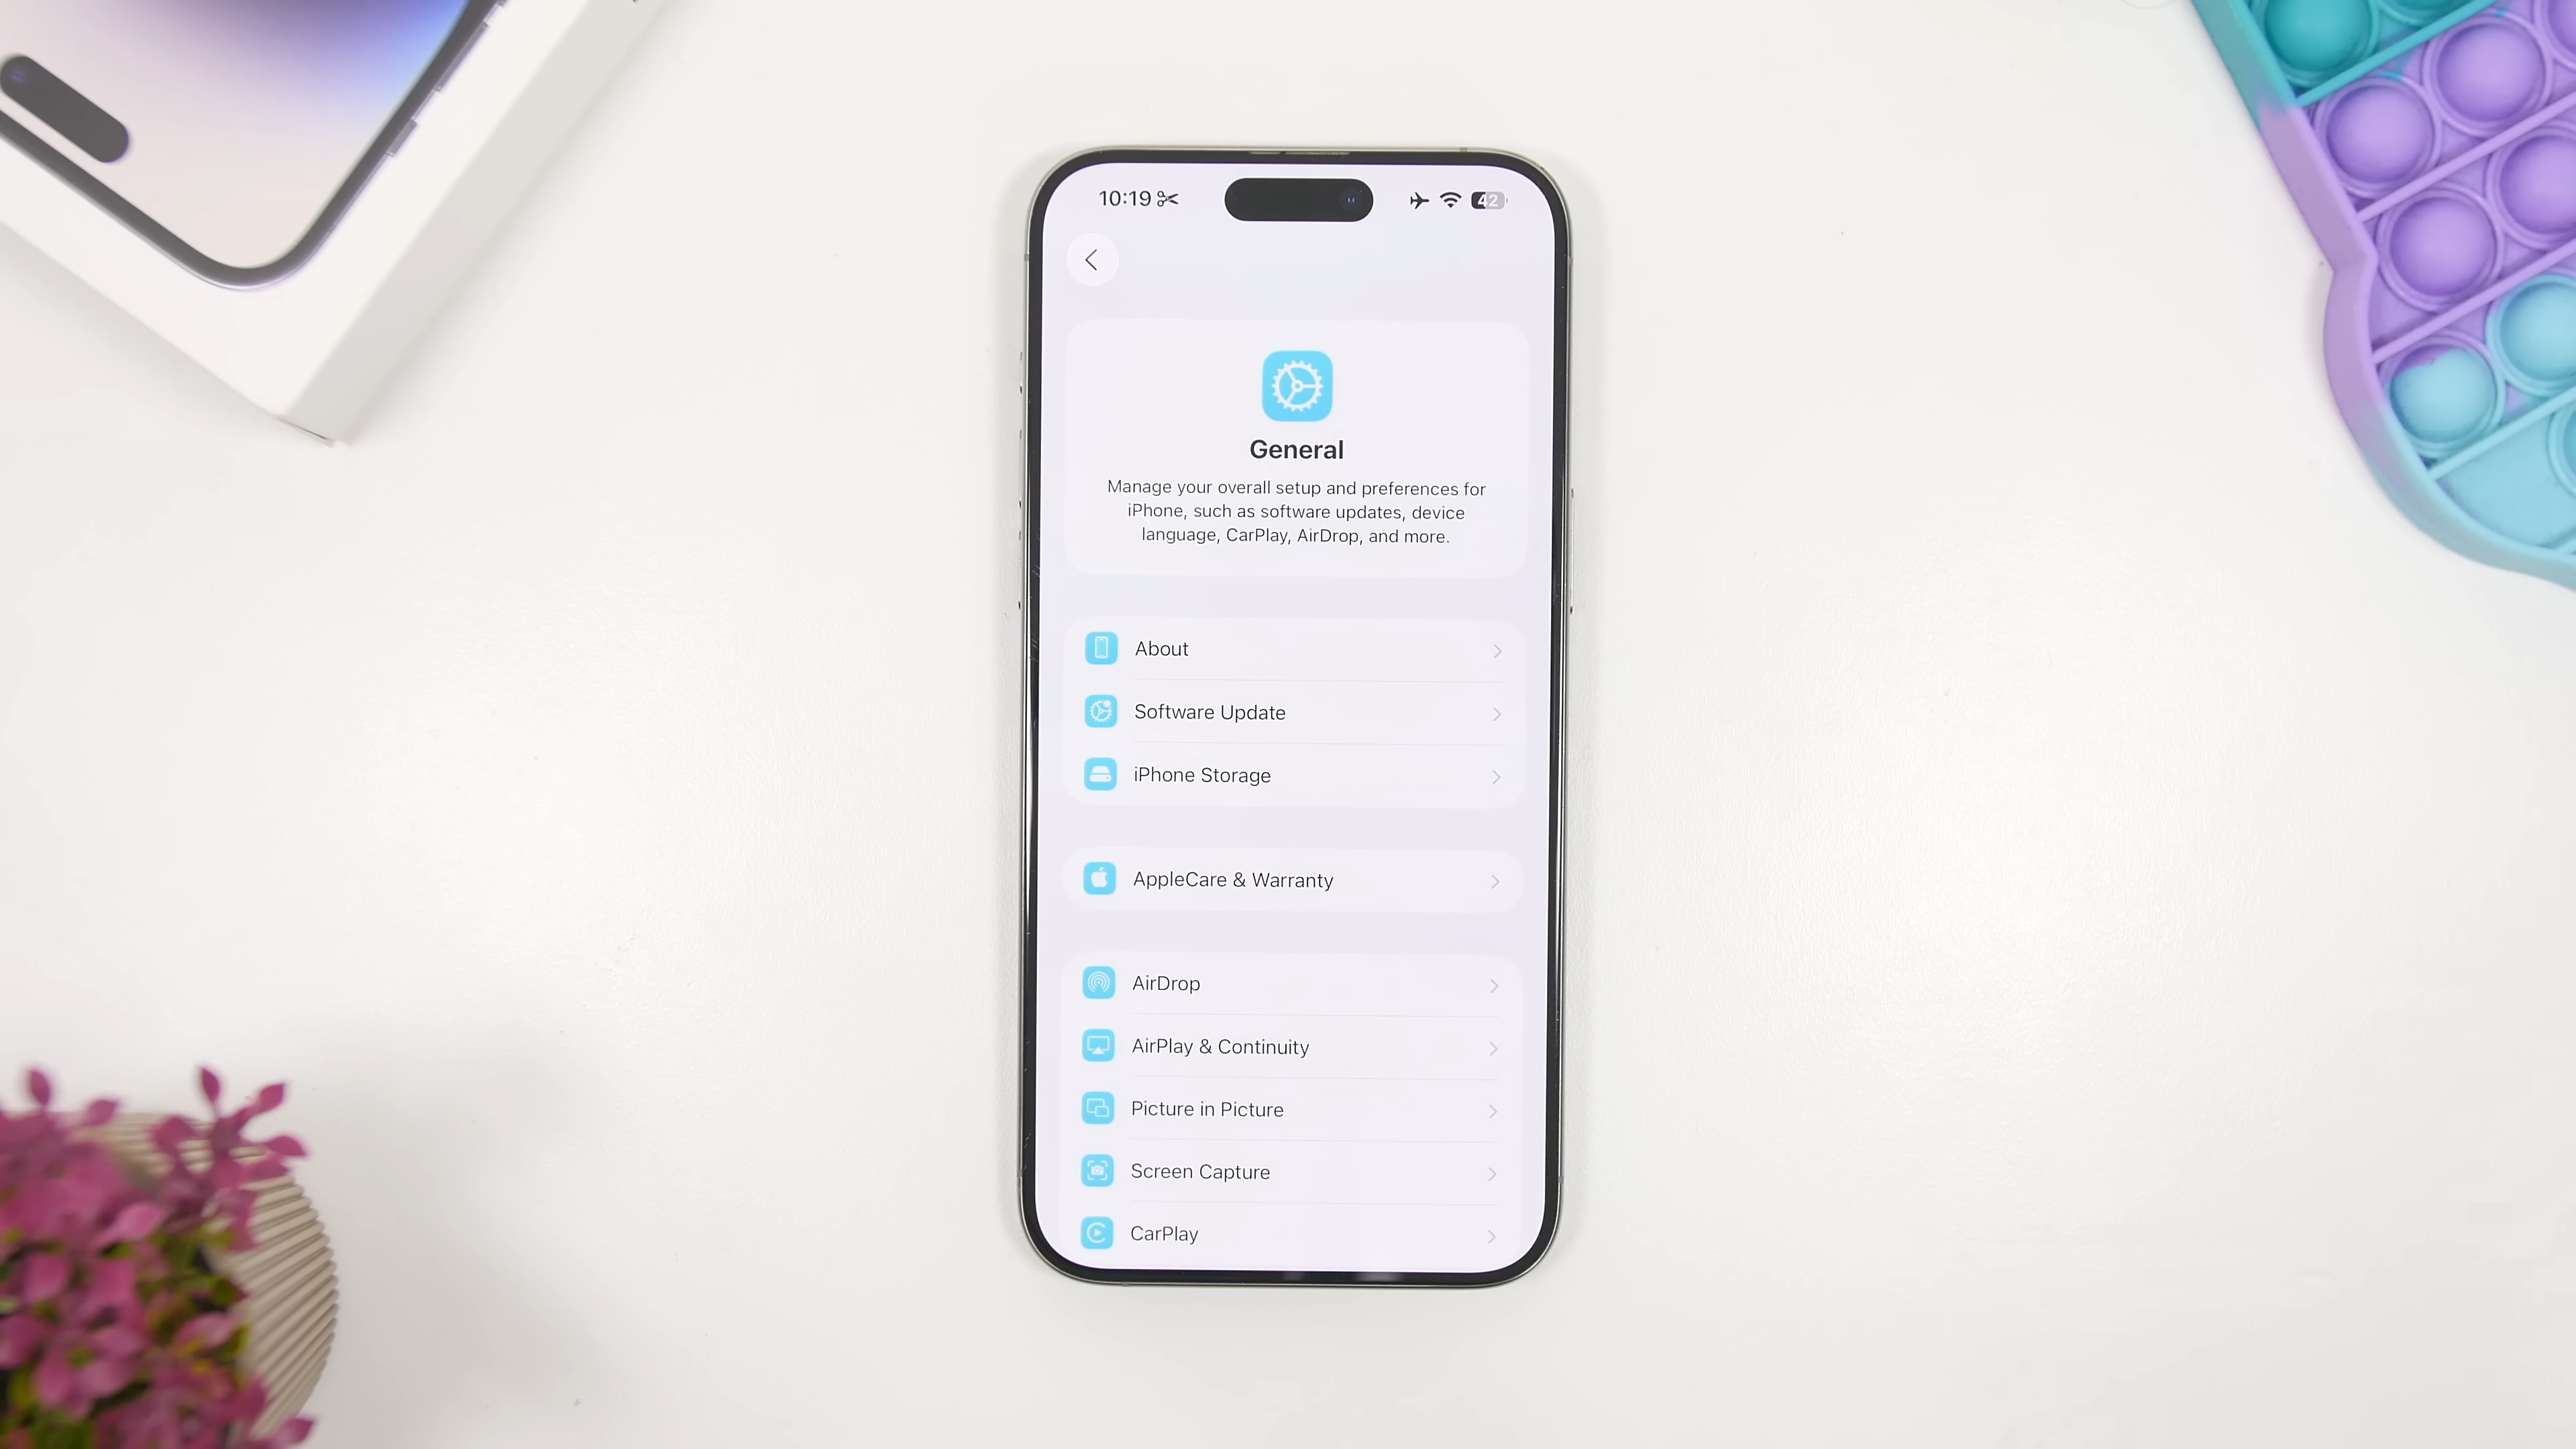 10:19
42
General
Manage your overall setup and preferences for
iPhone, such as software updates, device
language, CarPlay, AirDrop, and more.
About
Software Update
iPhone Storage
AppleCare & Warranty
AirDrop
AirPlay & Continuity
Picture in Picture
Screen Capture
CarPlay